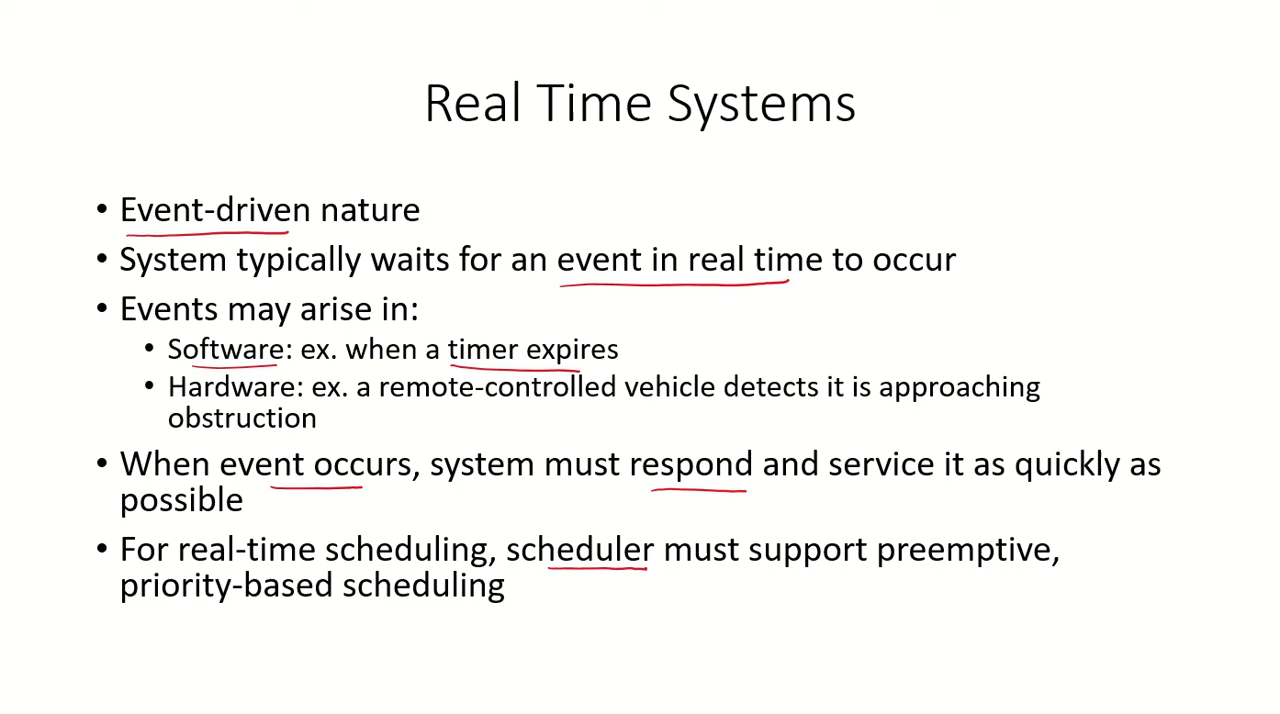 Real Time Systems
• Event-driven nature
• System typically waits for an event in real time to occur
• Events may arise in:
• Software: ex. when a timer expires
• Hardware: ex. a remote-controlled vehicle detects it is approaching
obstruction
• When event occurs, system must respond and service it as quickly as
possible
• For real-time scheduling, scheduler must support preemptive,
priority-based scheduling